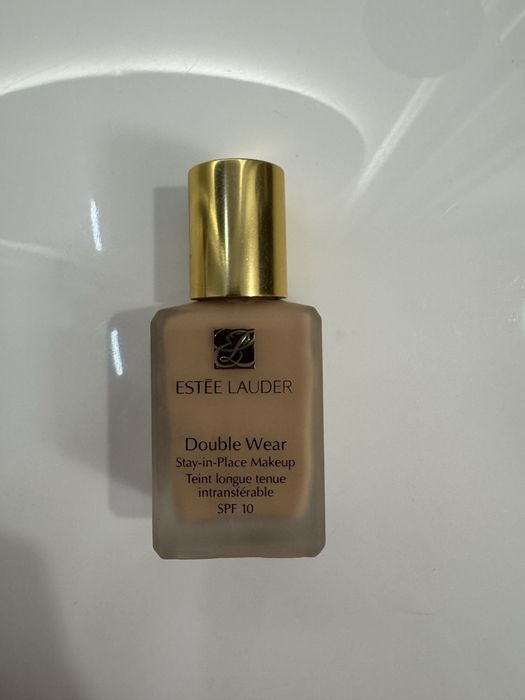 ESTĒE LAUDER
Double Wear
Stay-in-Place Makeup
Teint longue tenue
intransférable
SPF 10